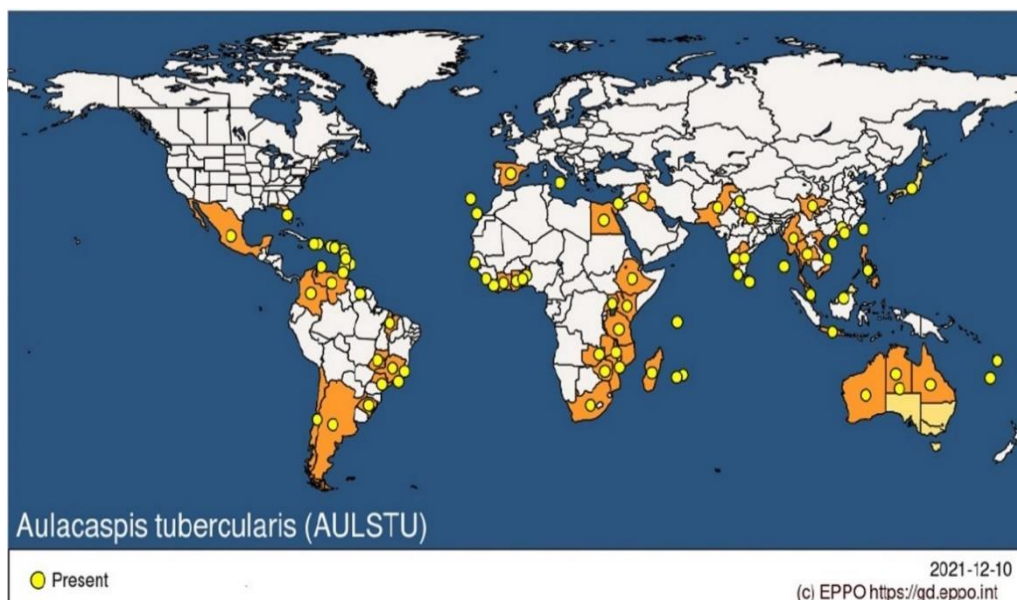 Aulacaspis tubercularis (AULSTU)
Present
2021-12-10
(c) EPPO https://gd.eppo.int